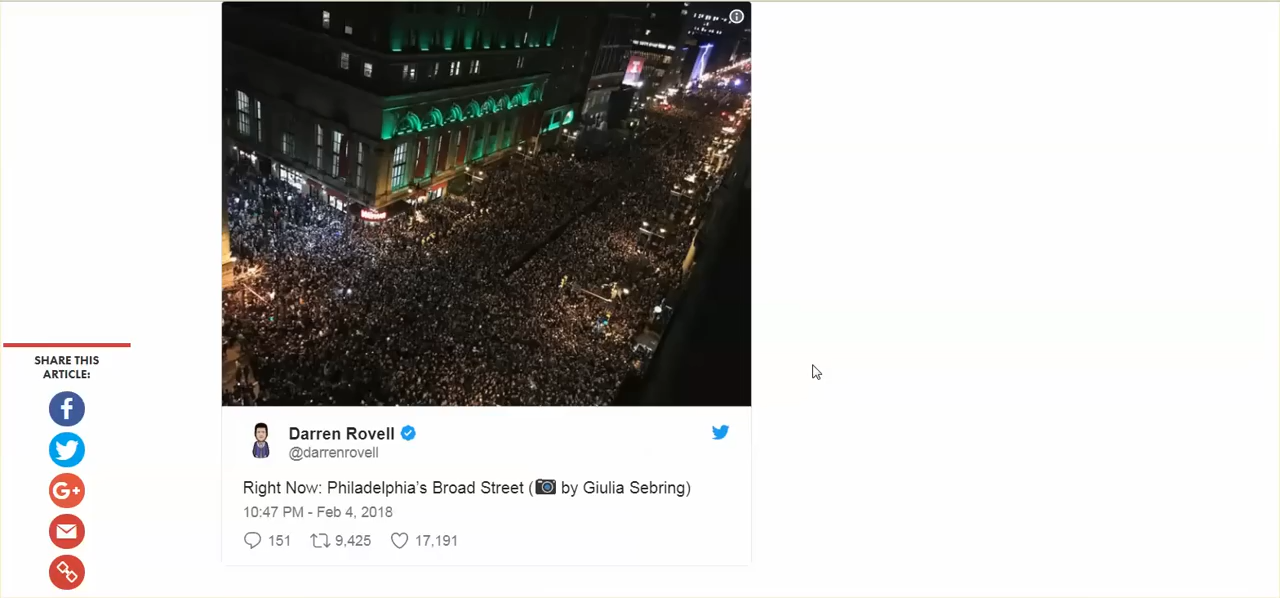 SHARE THIS
ARTICLE:
G+
Darren Rovell
@darrenrovell
Right Now: Philadelphia's Broad Street ( by Giulia Sebring)
10:47 PM - Feb 4, 2018
151 9,425 17,191